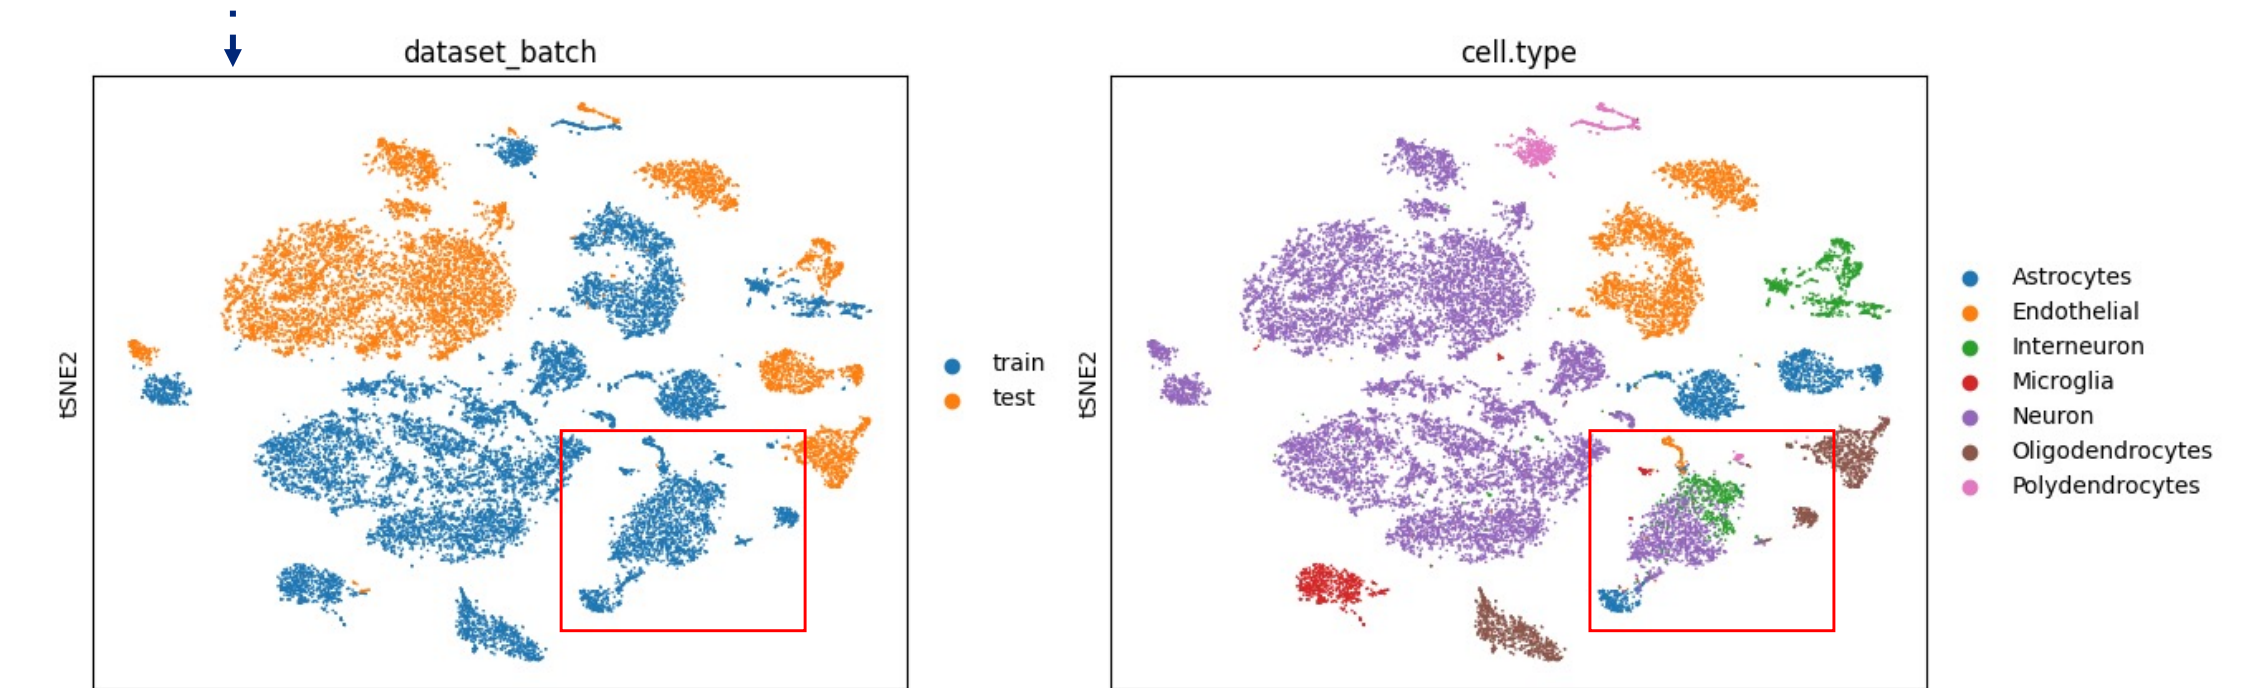 dataset_batch
tSNE2
train
test
cell.type
tSNE2
Astrocytes
Endothelial
Interneuron
Microglia
Neuron
Oligodendrocytes
Polydendrocytes